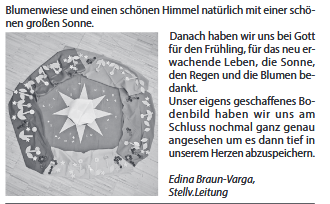 Blumenwiese und einen schönen Himmel natürlich mit einer schö-
nen großen Sonne.
Danach haben wir uns bei Gott
für den Frühling, für das neu er-
wachende Leben, die Sonne,
den Regen und die Blumen be-
dankt.
Unser eigens geschaffenes Bo-
denbild haben wir uns am
Schluss nochmal ganz genau
angesehen um es dann tief in
unserem Herzen abzuspeichern.
Edina Braun-Varga,
Stellv.Leitung